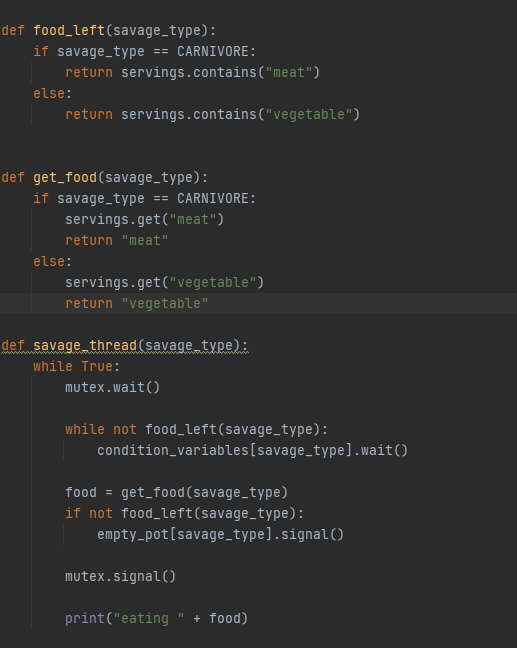 def food_left(savage_type):
    if savage_type == CARNIVORE:
        return servings.contains("meat")
    else:
        return servings.contains("vegetable")
def get_food(savage_type):
    if savage_type == CARNIVORE:
        servings.get("meat")
        return "meat"
    else:
        servings.get("vegetable")
        return "vegetable"
def savage_thread(savage_type):
    while True:
        mutex.wait()
        while not food_left(savage_type):
            condition_variables[savage_type].wait()
        food = get_food(savage_type)
        if not food_left(savage_type):
            empty_pot[savage_type].signal()
        mutex.signal()
        print("eating " + food)